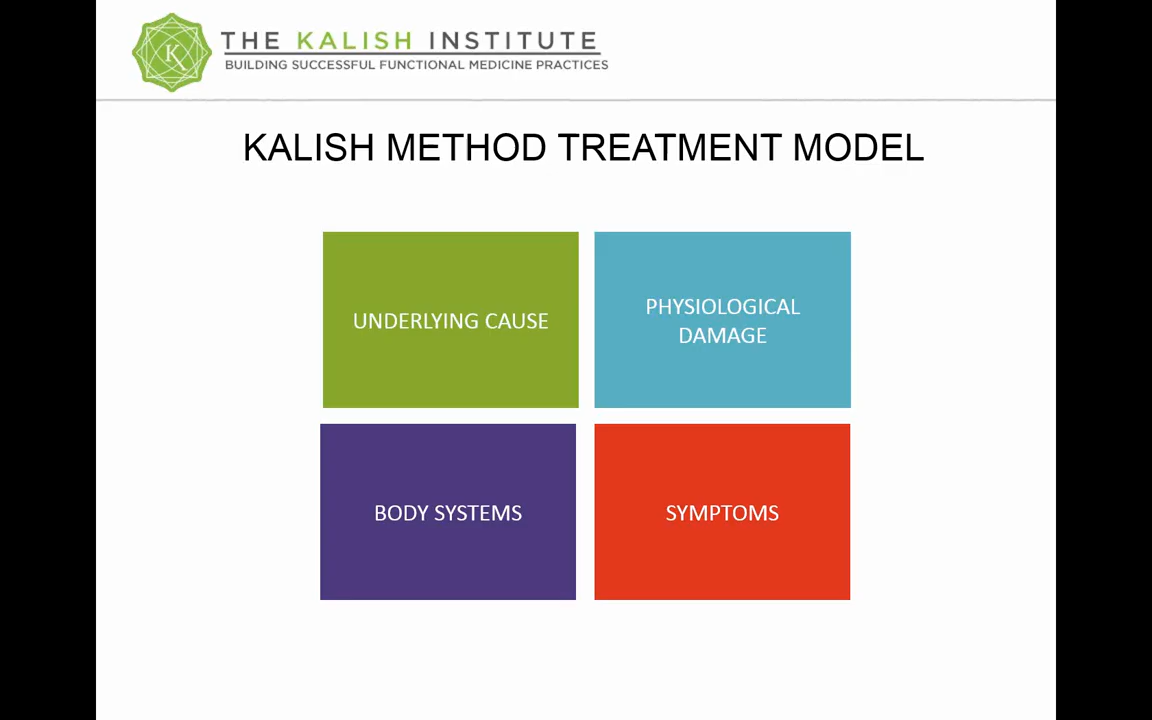 THE KALISH INSTITUTE
BUILDING SUCCESSFUL FUNCTIONAL MEDICINE PRACTICES
K
KALISH METHOD TREATMENT MODEL
UNDERLYING CAUSE
PHYSIOLOGICAL
DAMAGE
BODY SYSTEMS
SYMPTOMS